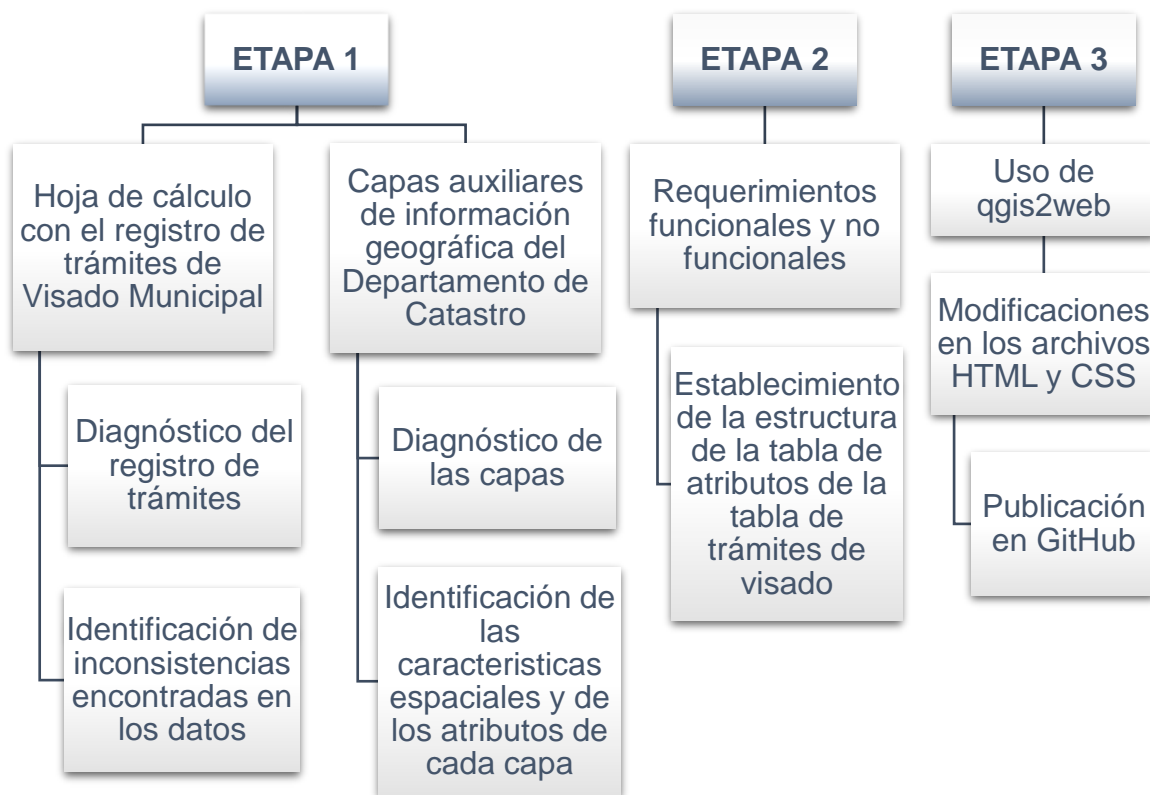 ETAPA 1
Hoja de cálculo
con el registro de
trámites de
Visado Municipal
Diagnóstico del
registro de
trámites
Identificación de
inconsistencias
encontradas en
los datos
Capas auxiliares
de información
geográfica del
Departamento de
Catastro
Diagnóstico de
las capas
Identificación de
las
caracteristicas
espaciales y de
los atributos de
cada capa
ETAPA 2
Requerimientos
funcionales y no
funcionales
Establecimiento
de la estructura
de la tabla de
atributos de la
tabla de
trámites de
visado
ETAPA 3
Uso de
qgis2web
Modificaciones
en los archivos
HTML y CSS
Publicación
en GitHub